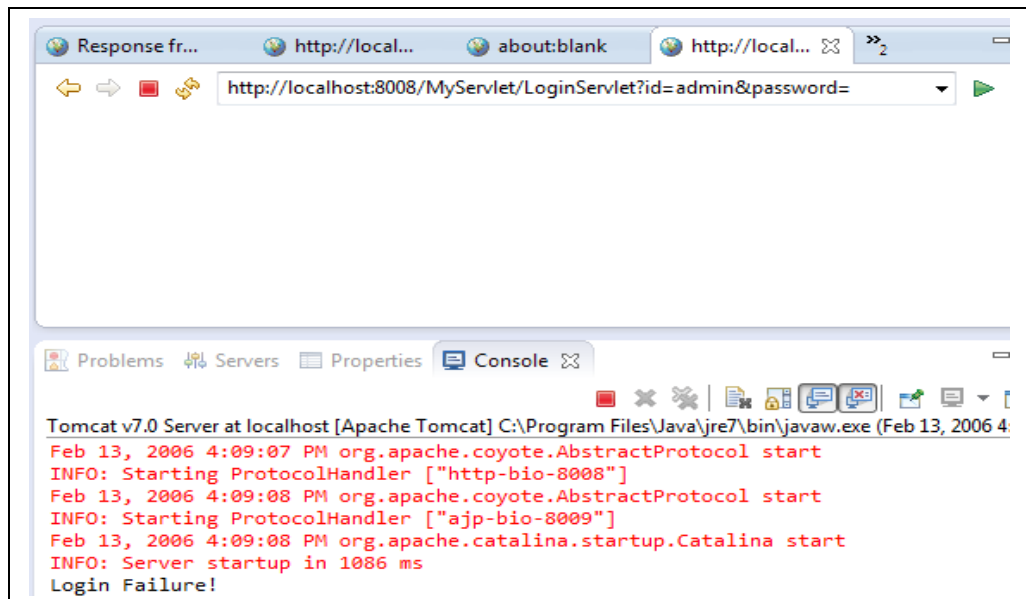 Response fr... http://local... about:blank http://local... »2
http://localhost:8008/MyServlet/LoginServlet?id=admin&password=
Problems Servers Properties Console
Tomcat v7.0 Server at localhost [Apache Tomcat] C:\Program Files\Java\jre7\bin\javaw.exe (Feb 13, 2006 4:
Feb 13, 2006 4:09:07 PM org.apache.coyote.AbstractProtocol start
INFO: Starting ProtocolHandler ["http-bio-8008"]
Feb 13, 2006 4:09:08 PM org.apache.coyote.AbstractProtocol start
INFO: Starting ProtocolHandler ["ajp-bio-8009"]
Feb 13, 2006 4:09:08 PM org.apache.catalina.startup.Catalina start
INFO: Server startup in 1086 ms
Login Failure!